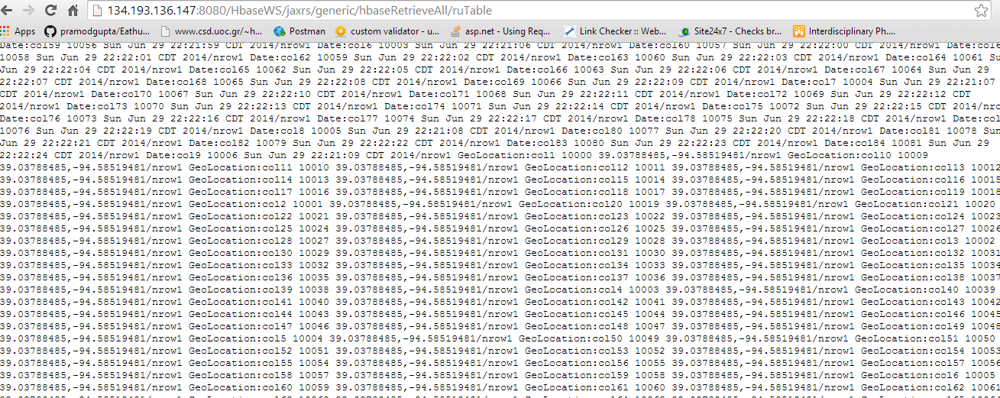 134.193.136.147:8080/HbaseWS/jaxrs/generic/hbaseRetrieveAll/ruTable
Apps pramodgupta/Eathu... www.csd.uoc.gr/~h... Postman custom validator - u... asp.net - Using Req... Link Checker :: Web... Site24x7 - Checks br... Interdisciplinary Ph....
Date:col59 10056 Sun Jun 29 22:21:59 CDT 2014/nrow1 Date:col6 10003 Sun Jun 29 22:21:06 CDT 2014/nrow1 Date:col60 10057 Sun Jun 29 22:22:00 CDT 2014/nrow1 Date:col6
10058 Sun Jun 29 22:22:01 CDT 2014/nrow1 Date:col62 10059 Sun Jun 29 22:22:02 CDT 2014/nrow1 Date:col63 10060 Sun Jun 29 22:22:03 CDT 2014/nrow1 Date:col64 10061 Sun
Jun 29 22:22:04 CDT 2014/nrow1 Date:col65 10062 Sun Jun 29 22:22:05 CDT 2014/nrow1 Date:col66 10063 Sun Jun 29 22:22:06 CDT 2014/nrow1 Date:col67 10064 Sun Jun 29
22:22:07 CDT 2014/nrow1 Date:col68 10065 Sun Jun 29 22:22:08 CDT 2014/nrow1 Date:col69 10066 Sun Jun 29 22:22:09 CDT 2014/nrow1 Date:col7 10004 Sun Jun 29 22:21:07
CDT 2014/nrow1 Date:col70 10067 Sun Jun 29 22:22:10 CDT 2014/nrow1 Date:col71 10068 Sun Jun 29 22:22:11 CDT 2014/nrow1 Date:col72 10069 Sun Jun 29 22:22:12 CDT
2014/nrow1 Date:col73 10070 Sun Jun 29 22:22:13 CDT 2014/nrow1 Date:col74 10071 Sun Jun 29 22:22:14 CDT 2014/nrow1 Date:col75 10072 Sun Jun 29 22:22:15 CDT 2014/nro
Date:col76 10073 Sun Jun 29 22:22:16 CDT 2014/nrow1 Date:col77 10074 Sun Jun 29 22:22:17 CDT 2014/nrow1 Date:col78 10075 Sun Jun 29 22:22:18 CDT 2014/nrow1 Date:col
10076 Sun Jun 29 22:22:19 CDT 2014/nrow1 Date:col8 10005 Sun Jun 29 22:21:08 CDT 2014/nrow1 Date:col80 10077 Sun Jun 29 22:22:20 CDT 2014/nrow1 Date:col81 10078 Sun
Jun 29 22:22:21 CDT 2014/nrow1 Date:col82 10079 Sun Jun 29 22:22:22 CDT 2014/nrow1 Date:col83 10080 Sun Jun 29 22:22:23 CDT 2014/nrow1 Date:col84 10081 Sun Jun 29
22:22:24 CDT 2014/nrow1 Date:col9 10006 Sun Jun 29 22:21:09 CDT 2014/nrow1 GeoLocation:col1 10000 39.03788485,-94.58519481/nrow1 GeoLocation:col10 10009
39.03788485,-94.58519481/nrow1 GeoLocation:col11 10010 39.03788485,-94.58519481/nrow1 GeoLocation:col12 10011 39.03788485,-94.58519481/nrow1 GeoLocation:col13 10012
39.03788485,-94.58519481/nrow1 GeoLocation:col14 10013 39.03788485,-94.58519481/nrow1 GeoLocation:col15 10014 39.03788485,-94.58519481/nrow1 GeoLocation:col16 10015
39.03788485,-94.58519481/nrow1 GeoLocation:col17 10016 39.03788485,-94.58519481/nrow1 GeoLocation:col18 10017 39.03788485,-94.58519481/nrow1 GeoLocation:col19 10018
39.03788485,-94.58519481/nrow1 GeoLocation:col2 10001 39.03788485,-94.58519481/nrow1 GeoLocation:col20 10019 39.03788485,-94.58519481/nrow1 GeoLocation:col21 10020
39.03788485,-94.58519481/nrow1 GeoLocation:col22 10021 39.03788485,-94.58519481/nrow1 GeoLocation:col23 10022 39.03788485,-94.58519481/nrow1 GeoLocation:col24 10023
39.03788485,-94.58519481/nrow1 GeoLocation:col25 10024 39.03788485,-94.58519481/nrow1 GeoLocation:col26 10025 39.03788485,-94.58519481/nrow1 GeoLocation:col27 10026
39.03788485,-94.58519481/nrow1 GeoLocation:col28 10027 39.03788485,-94.58519481/nrow1 GeoLocation:col29 10028 39.03788485,-94.58519481/nrow1 GeoLocation:col3 10002
39.03788485,-94.58519481/nrow1 GeoLocation:col30 10029 39.03788485,-94.58519481/nrow1 GeoLocation:col31 10030 39.03788485,-94.58519481/nrow1 GeoLocation:col32 10031
39.03788485,-94.58519481/nrow1 GeoLocation:col33 10032 39.03788485,-94.58519481/nrow1 GeoLocation:col34 10033 39.03788485,-94.58519481/nrow1 GeoLocation:col35 10034
39.03788485,-94.58519481/nrow1 GeoLocation:col36 10035 39.03788485,-94.58519481/nrow1 GeoLocation:col37 10036 39.03788485,-94.58519481/nrow1 GeoLocation:col38 10037
39.03788485,-94.58519481/nrow1 GeoLocation:col39 10038 39.03788485,-94.58519481/nrow1 GeoLocation:col4 10003 39.03788485,-94.58519481/nrow1 GeoLocation:col40 10039
39.03788485,-94.58519481/nrow1 GeoLocation:col41 10040 39.03788485,-94.58519481/nrow1 GeoLocation:col42 10041 39.03788485,-94.58519481/nrow1 GeoLocation:col43 10042
39.03788485,-94.58519481/nrow1 GeoLocation:col44 10043 39.03788485,-94.58519481/nrow1 GeoLocation:col45 10044 39.03788485,-94.58519481/nrow1 GeoLocation:col46 10045
39.03788485,-94.58519481/nrow1 GeoLocation:col47 10046 39.03788485,-94.58519481/nrow1 GeoLocation:col48 10047 39.03788485,-94.58519481/nrow1 GeoLocation:col49 10048
39.03788485,-94.58519481/nrow1 GeoLocation:col5 10004 39.03788485,-94.58519481/nrow1 GeoLocation:col50 10049 39.03788485,-94.58519481/nrow1 GeoLocation:col51 10050
39.03788485,-94.58519481/nrow1 GeoLocation:col52 10051 39.03788485,-94.58519481/nrow1 GeoLocation:col53 10052 39.03788485,-94.58519481/nrow1 GeoLocation:col54 10053
39.03788485,-94.58519481/nrow1 GeoLocation:col55 10054 39.03788485,-94.58519481/nrow1 GeoLocation:col56 10055 39.03788485,-94.58519481/nrow1 GeoLocation:col57 10056
39.03788485,-94.58519481/nrow1 GeoLocation:col58 10057 39.03788485,-94.58519481/nrow1 GeoLocation:col59 10058 39.03788485,-94.58519481/nrow1 GeoLocation:col6 10005
39.03788485,-94.58519481/nrow1 GeoLocation:col60 10059 39.03788485,-94.58519481/nrow1 GeoLocation:col61 10060 39.03788485,-94.58519481/nrow1 GeoLocation:col62 10061